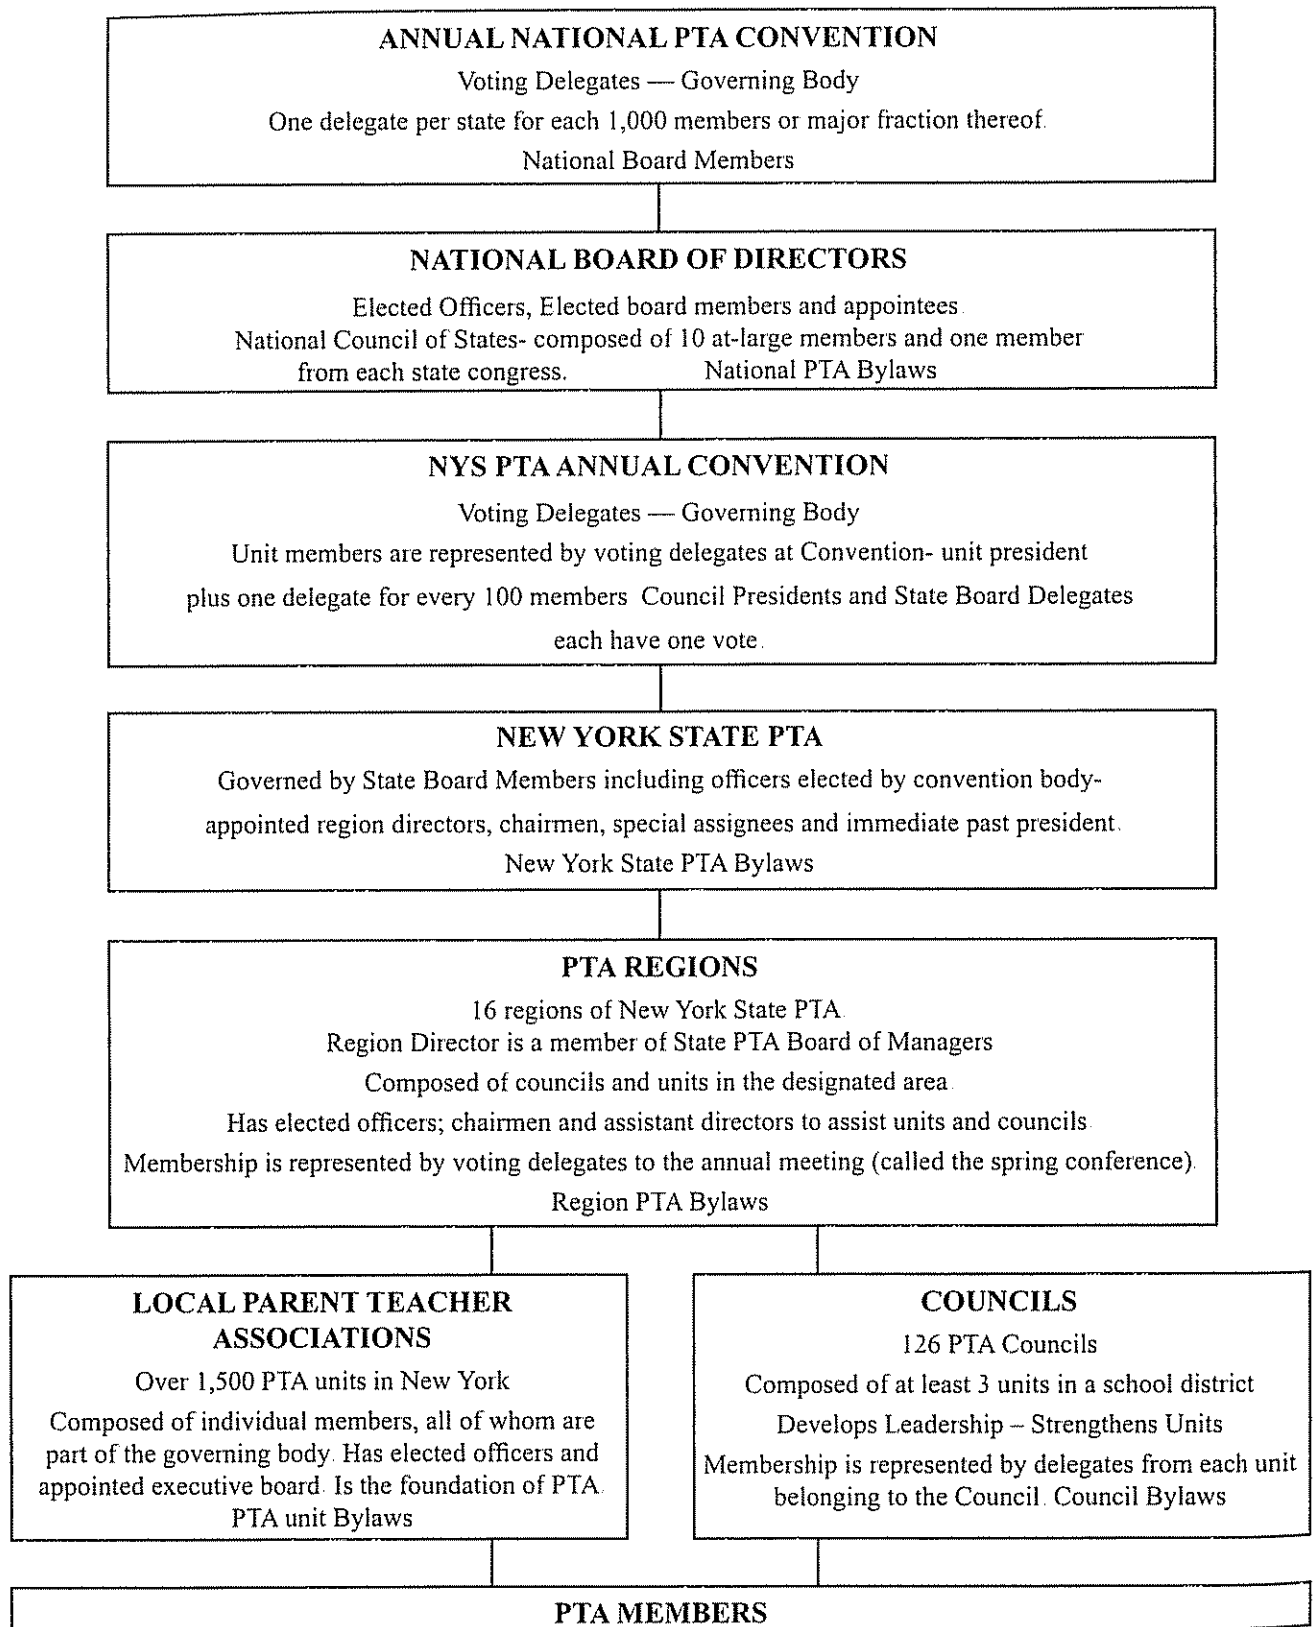 ANNUAL NATIONAL PTA CONVENTION
Voting Delegates — Governing Body
One delegate per state for each 1,000 members or major fraction thereof.
National Board Members
NATIONAL BOARD OF DIRECTORS
Elected Officers, Elected board members and appointees.
National Council of States- composed of 10 at-large members and one member
from each state congress. National PTA Bylaws
NYS PTA ANNUAL CONVENTION
Voting Delegates — Governing Body
Unit members are represented by voting delegates at Convention- unit president
plus one delegate for every 100 members Council Presidents and State Board Delegates
each have one vote.
NEW YORK STATE PTA
Governed by State Board Members including officers elected by convention body-
appointed region directors, chairmen, special assignees and immediate past president.
New York State PTA Bylaws
PTA REGIONS
16 regions of New York State PTA.
Region Director is a member of State PTA Board of Managers
Composed of councils and units in the designated area.
Has elected officers; chairmen and assistant directors to assist units and councils.
Membership is represented by voting delegates to the annual meeting (called the spring conference).
Region PTA Bylaws
LOCAL PARENT TEACHER
ASSOCIATIONS
Over 1,500 PTA units in New York
Composed of individual members, all of whom are
part of the governing body. Has elected officers and
appointed executive board. Is the foundation of PTA.
PTA unit Bylaws
COUNCILS
126 PTA Councils
Composed of at least 3 units in a school district
Develops Leadership – Strengthens Units
Membership is represented by delegates from each unit
belonging to the Council. Council Bylaws
PTA MEMBERS